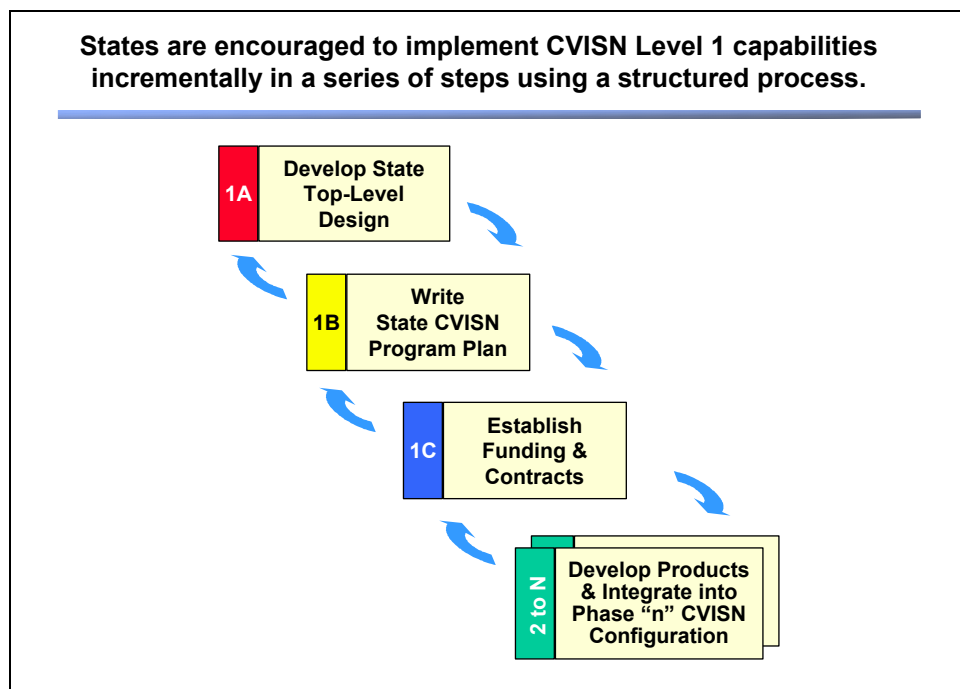 States are encouraged to implement CVISN Level 1 capabilities
incrementally in a series of steps using a structured process.
1A
Develop State
Top-Level
Design
1B
Write
State CVISN
Program Plan
1C
Establish
Funding &
Contracts
2 to N
Develop Products
& Integrate into
Phase “n” CVISN
Configuration